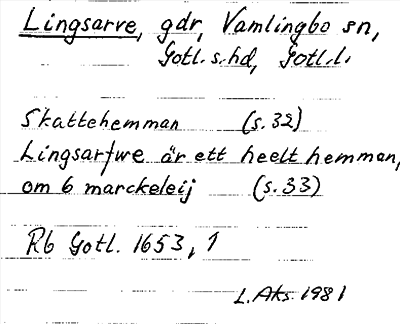 Lingsarve, gdr, Vamlingbo sn,
Gotl. s. hd, Gotl. l.
Skattehemman (s. 32)
Lingsarfwe är ett heelt hemman,
om 6 marckeleij (s. 33)
Rb Gotl. 1653, 1
L. Aks. 1981